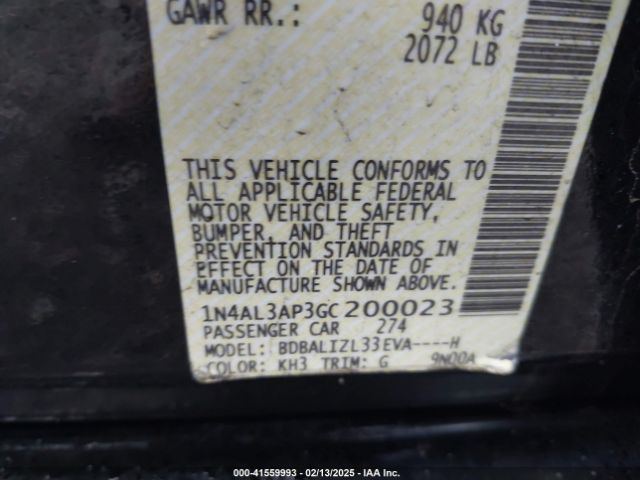 GAWR RR.: 940 KG
2072 LB
THIS VEHICLE CONFORMS TO
ALL APPLICABLE FEDERAL
MOTOR VEHICLE SAFETY,
BUMPER, AND THEFT
PREVENTION STANDARDS IN
EFFECT ON THE DATE OF
MANUFACTURE SHOWN ABOVE.
1N4AL3AP3GC200023
PASSENGER CAR 274
MODEL: BDBALIZL33EVA----H
COLOR: KH3 TRIM: G 9N00A
000-41559993 - 02/13/2025 - IAA Inc.